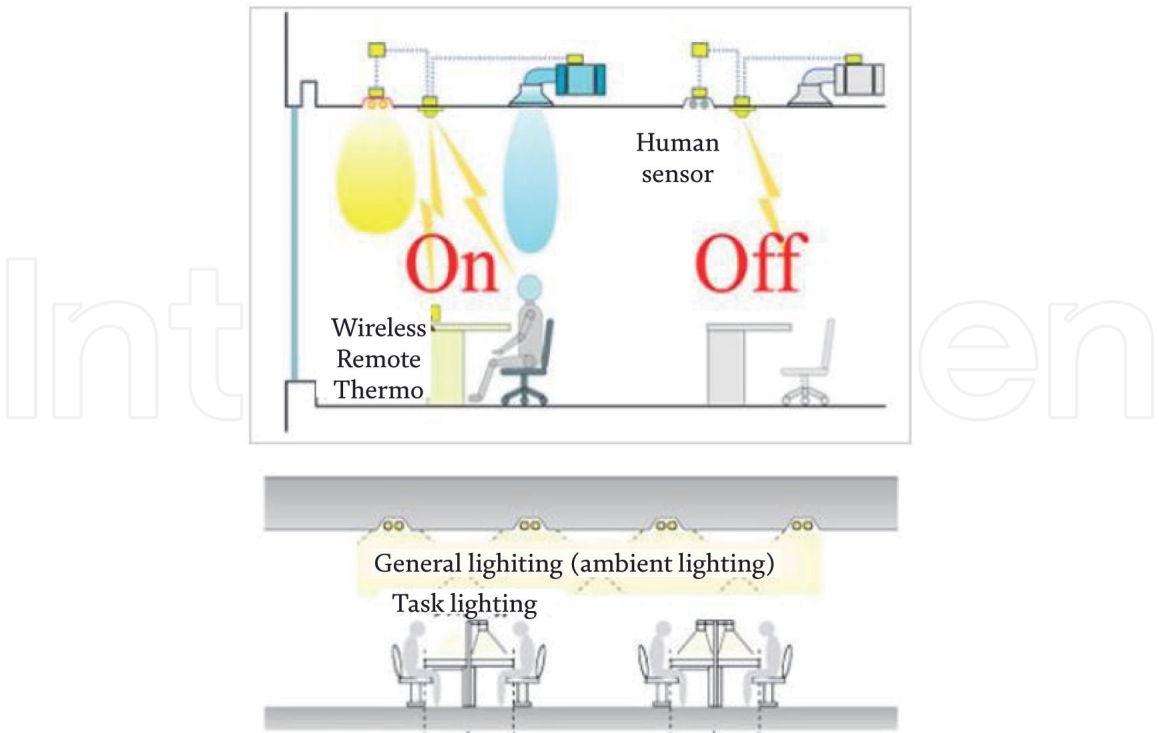 Human
sensor
On
Off
Wireless
Remote
Thermo
General lighiting (ambient lighting)
Task lighting